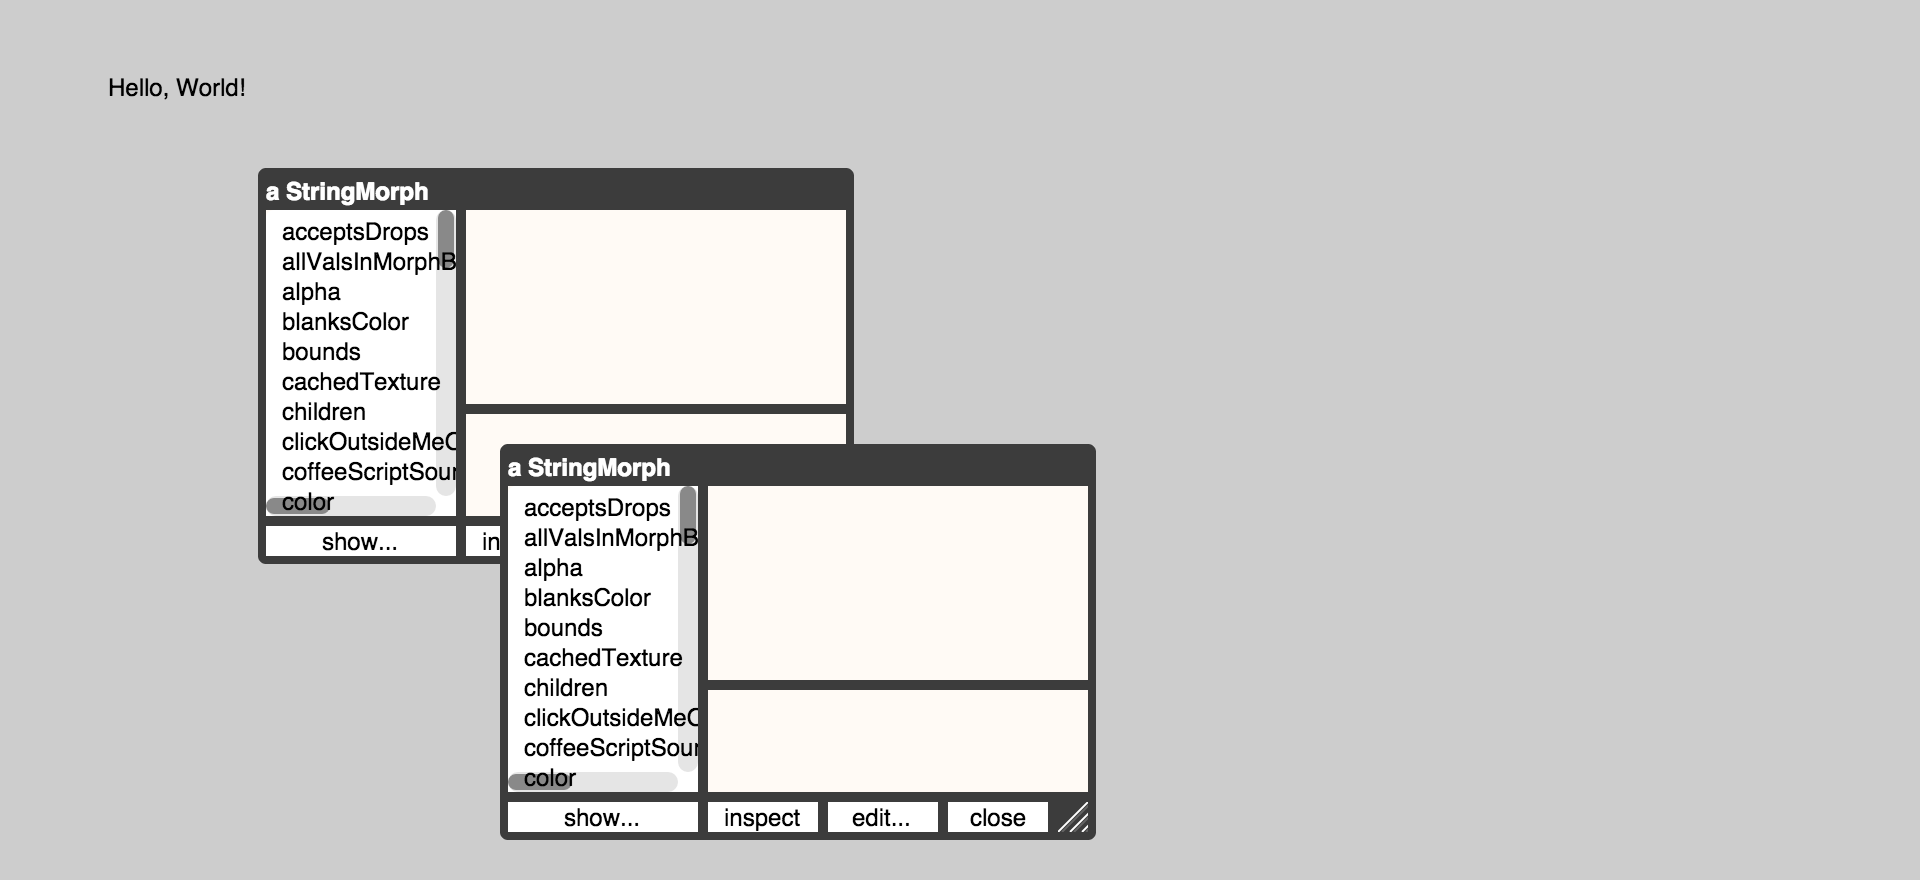 Hello, World!
a StringMorph
acceptsDrops
allValsInMorphB
alpha
blanksColor
bounds
cachedTexture
children
clickOutsideMeC
coffeeScriptSour
color
show...
in
a StringMorph
acceptsDrops
allValsInMorphB
alpha
blanksColor
bounds
cachedTexture
children
clickOutsideMeC
coffeeScriptSour
color
show...
inspect
edit...
close